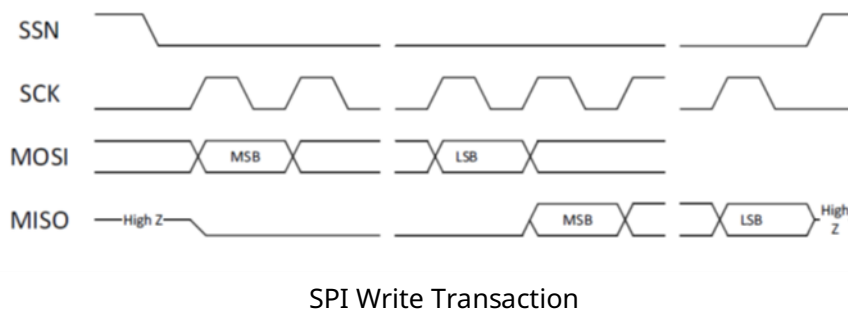 SSN
SCK
MOSI MSB LSB
MISO High Z MSB LSB High
Z
SPI Write Transaction